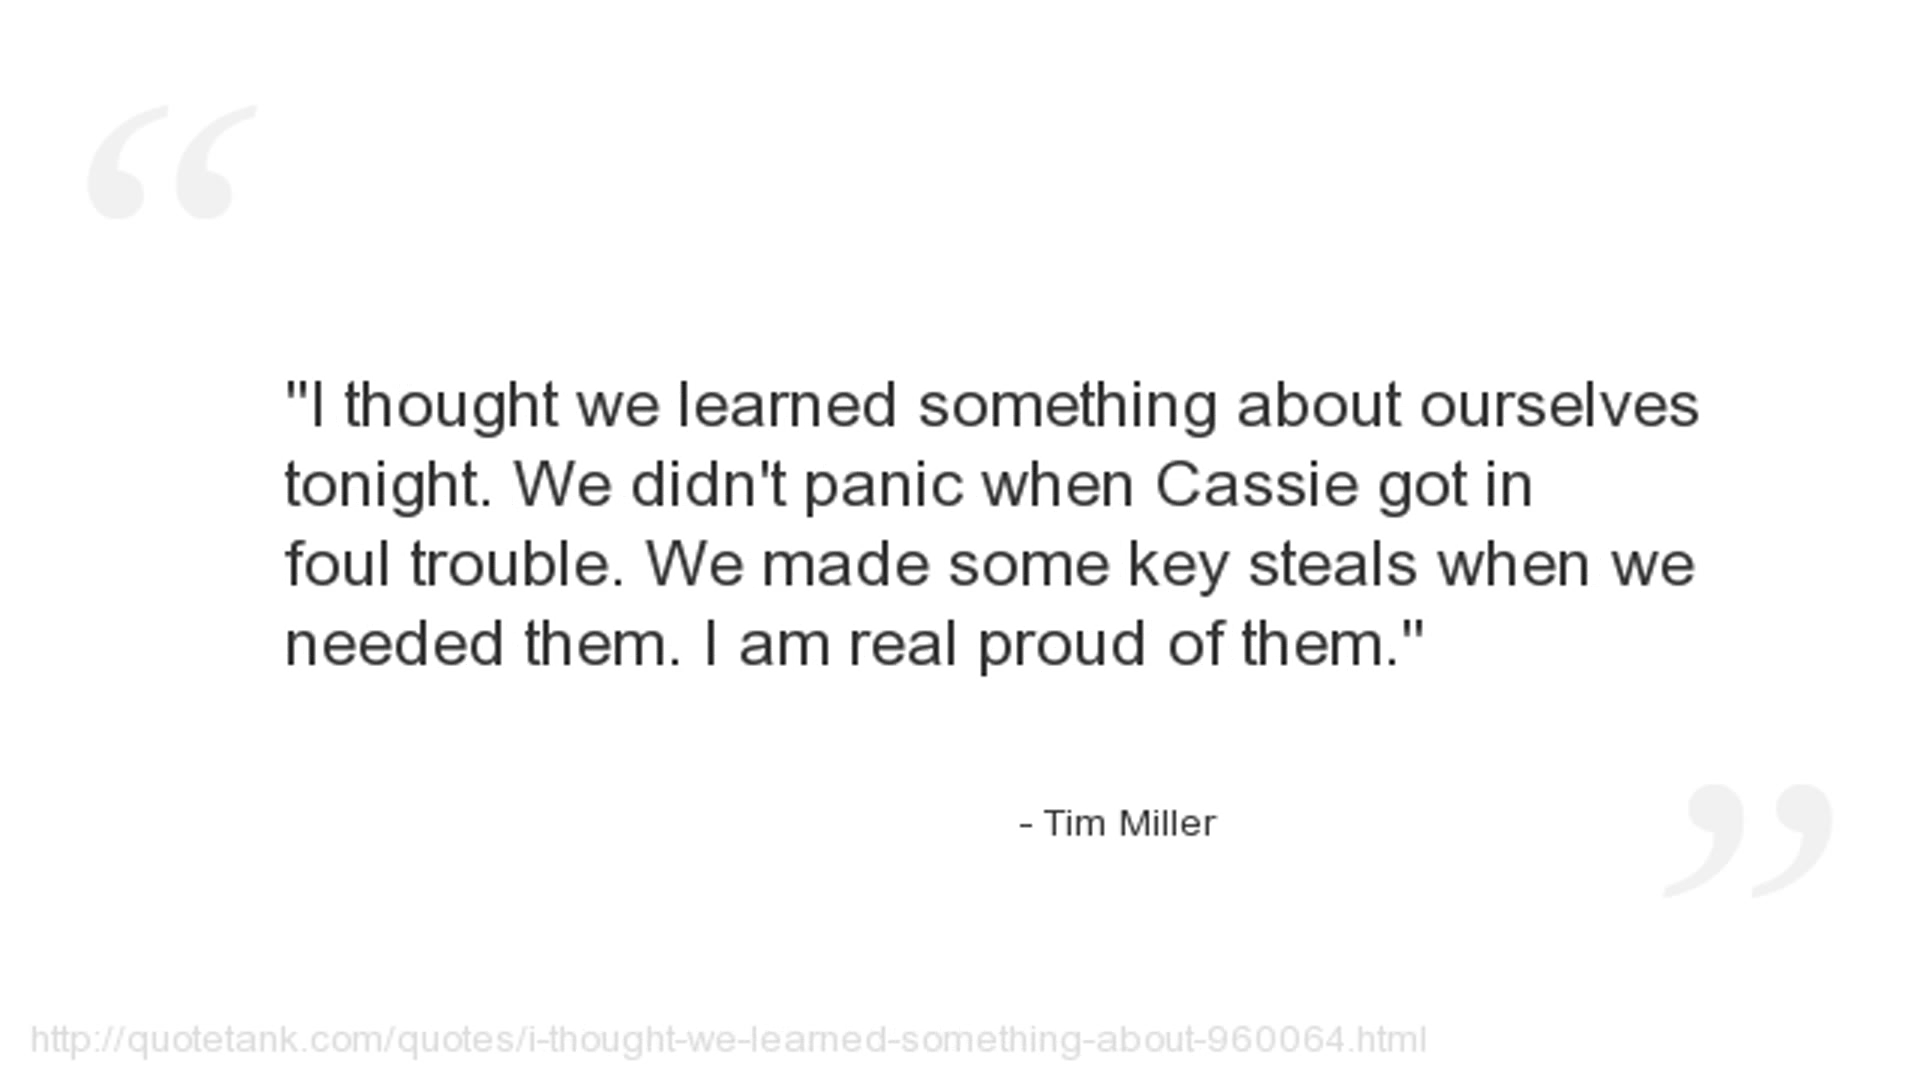 "I thought we learned something about ourselves
tonight. We didn't panic when Cassie got in
foul trouble. We made some key steals when we
needed them. I am real proud of them."
- Tim Miller
http://quotetank.com/quotes/i-thought-we-learned-something-about-960064.html